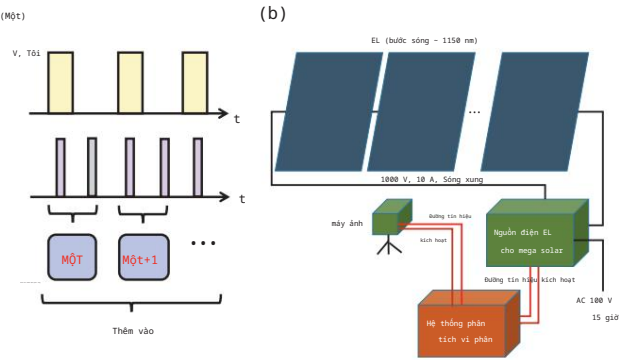 (Một)
V, Tôi
t
t
MỘT
Một+1
...
Thêm vào
(b)
EL (bước sóng ~ 1150 nm)
...
1000 V, 10 A, Sóng xung
máy ảnh
Đường tín hiệu
kích hoạt
Nguồn điện EL
cho mega solar
Đường tín hiệu kích hoạt
AC 100 V
15 giờ
Hệ thống phân
tích vi phân